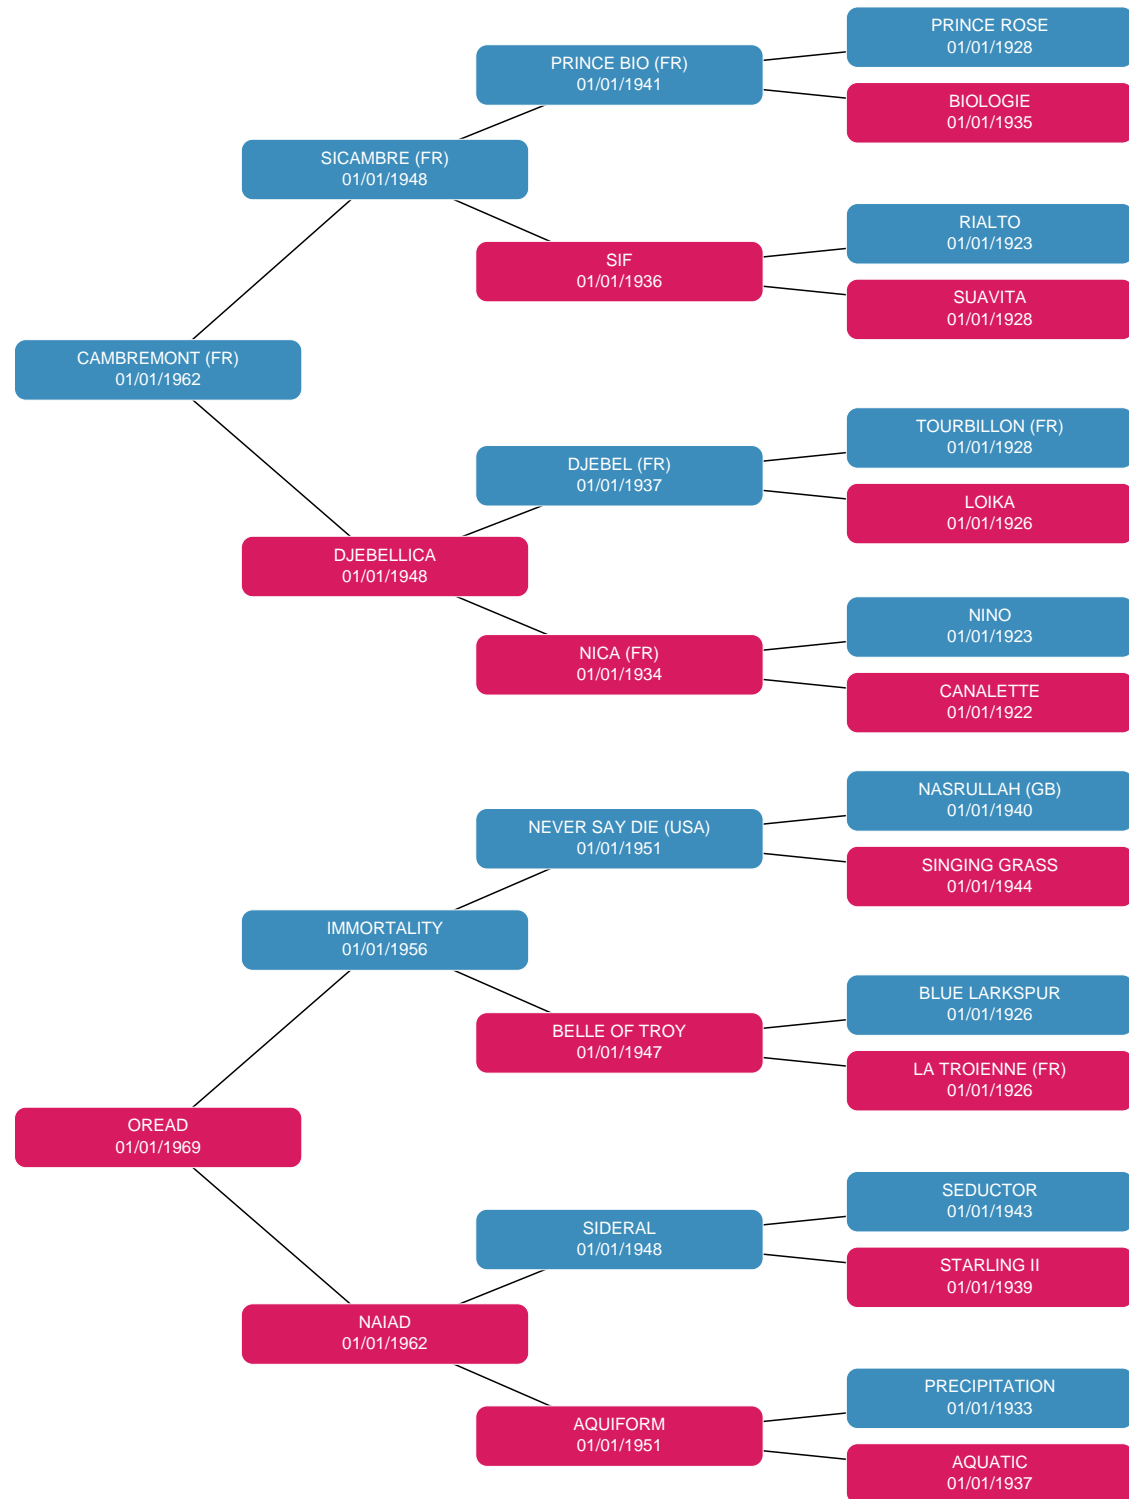 PRINCE ROSE
01/01/1928
PRINCE BIO (FR)
01/01/1941
BIOLOGIE
01/01/1935
SICAMBRE (FR)
01/01/1948
RIALTO
01/01/1923
SIF
01/01/1936
SUAVITA
01/01/1928
CAMBREMONT (FR)
01/01/1962
TOURBILLON (FR)
01/01/1928
DJEBEL (FR)
01/01/1937
LOIKA
01/01/1926
DJEBELLICA
01/01/1948
NINO
01/01/1923
NICA (FR)
01/01/1934
CANALETTE
01/01/1922
NASRULLAH (GB)
01/01/1940
NEVER SAY DIE (USA)
01/01/1951
SINGING GRASS
01/01/1944
IMMORTALITY
01/01/1956
BLUE LARKSPUR
01/01/1926
BELLE OF TROY
01/01/1947
LA TROIENNE (FR)
01/01/1926
OREAD
01/01/1969
SEDUCTOR
01/01/1943
SIDERAL
01/01/1948
STARLING II
01/01/1939
NAIAD
01/01/1962
PRECIPITATION
01/01/1933
AQUIFORM
01/01/1951
AQUATIC
01/01/1937